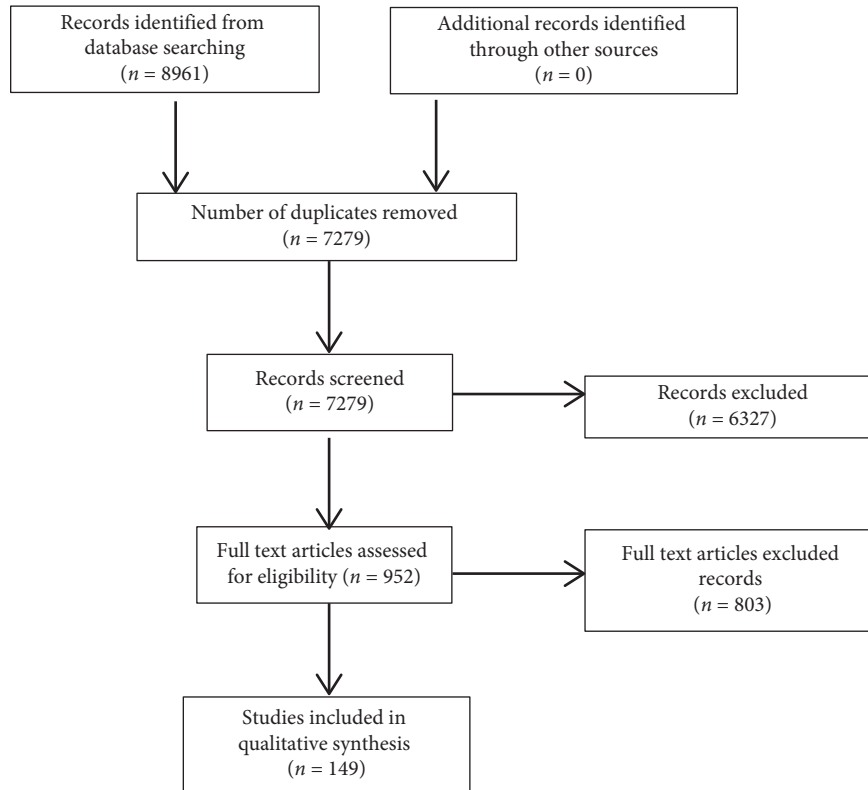 Records identified from
database searching
(n = 8961)
Additional records identified
through other sources
(n = 0)
Number of duplicates removed
(n = 7279)
Records screened
(n = 7279)
Records excluded
(n = 6327)
Full text articles assessed
for eligibility (n = 952)
Full text articles excluded
records
(n = 803)
Studies included in
qualitative synthesis
(n = 149)